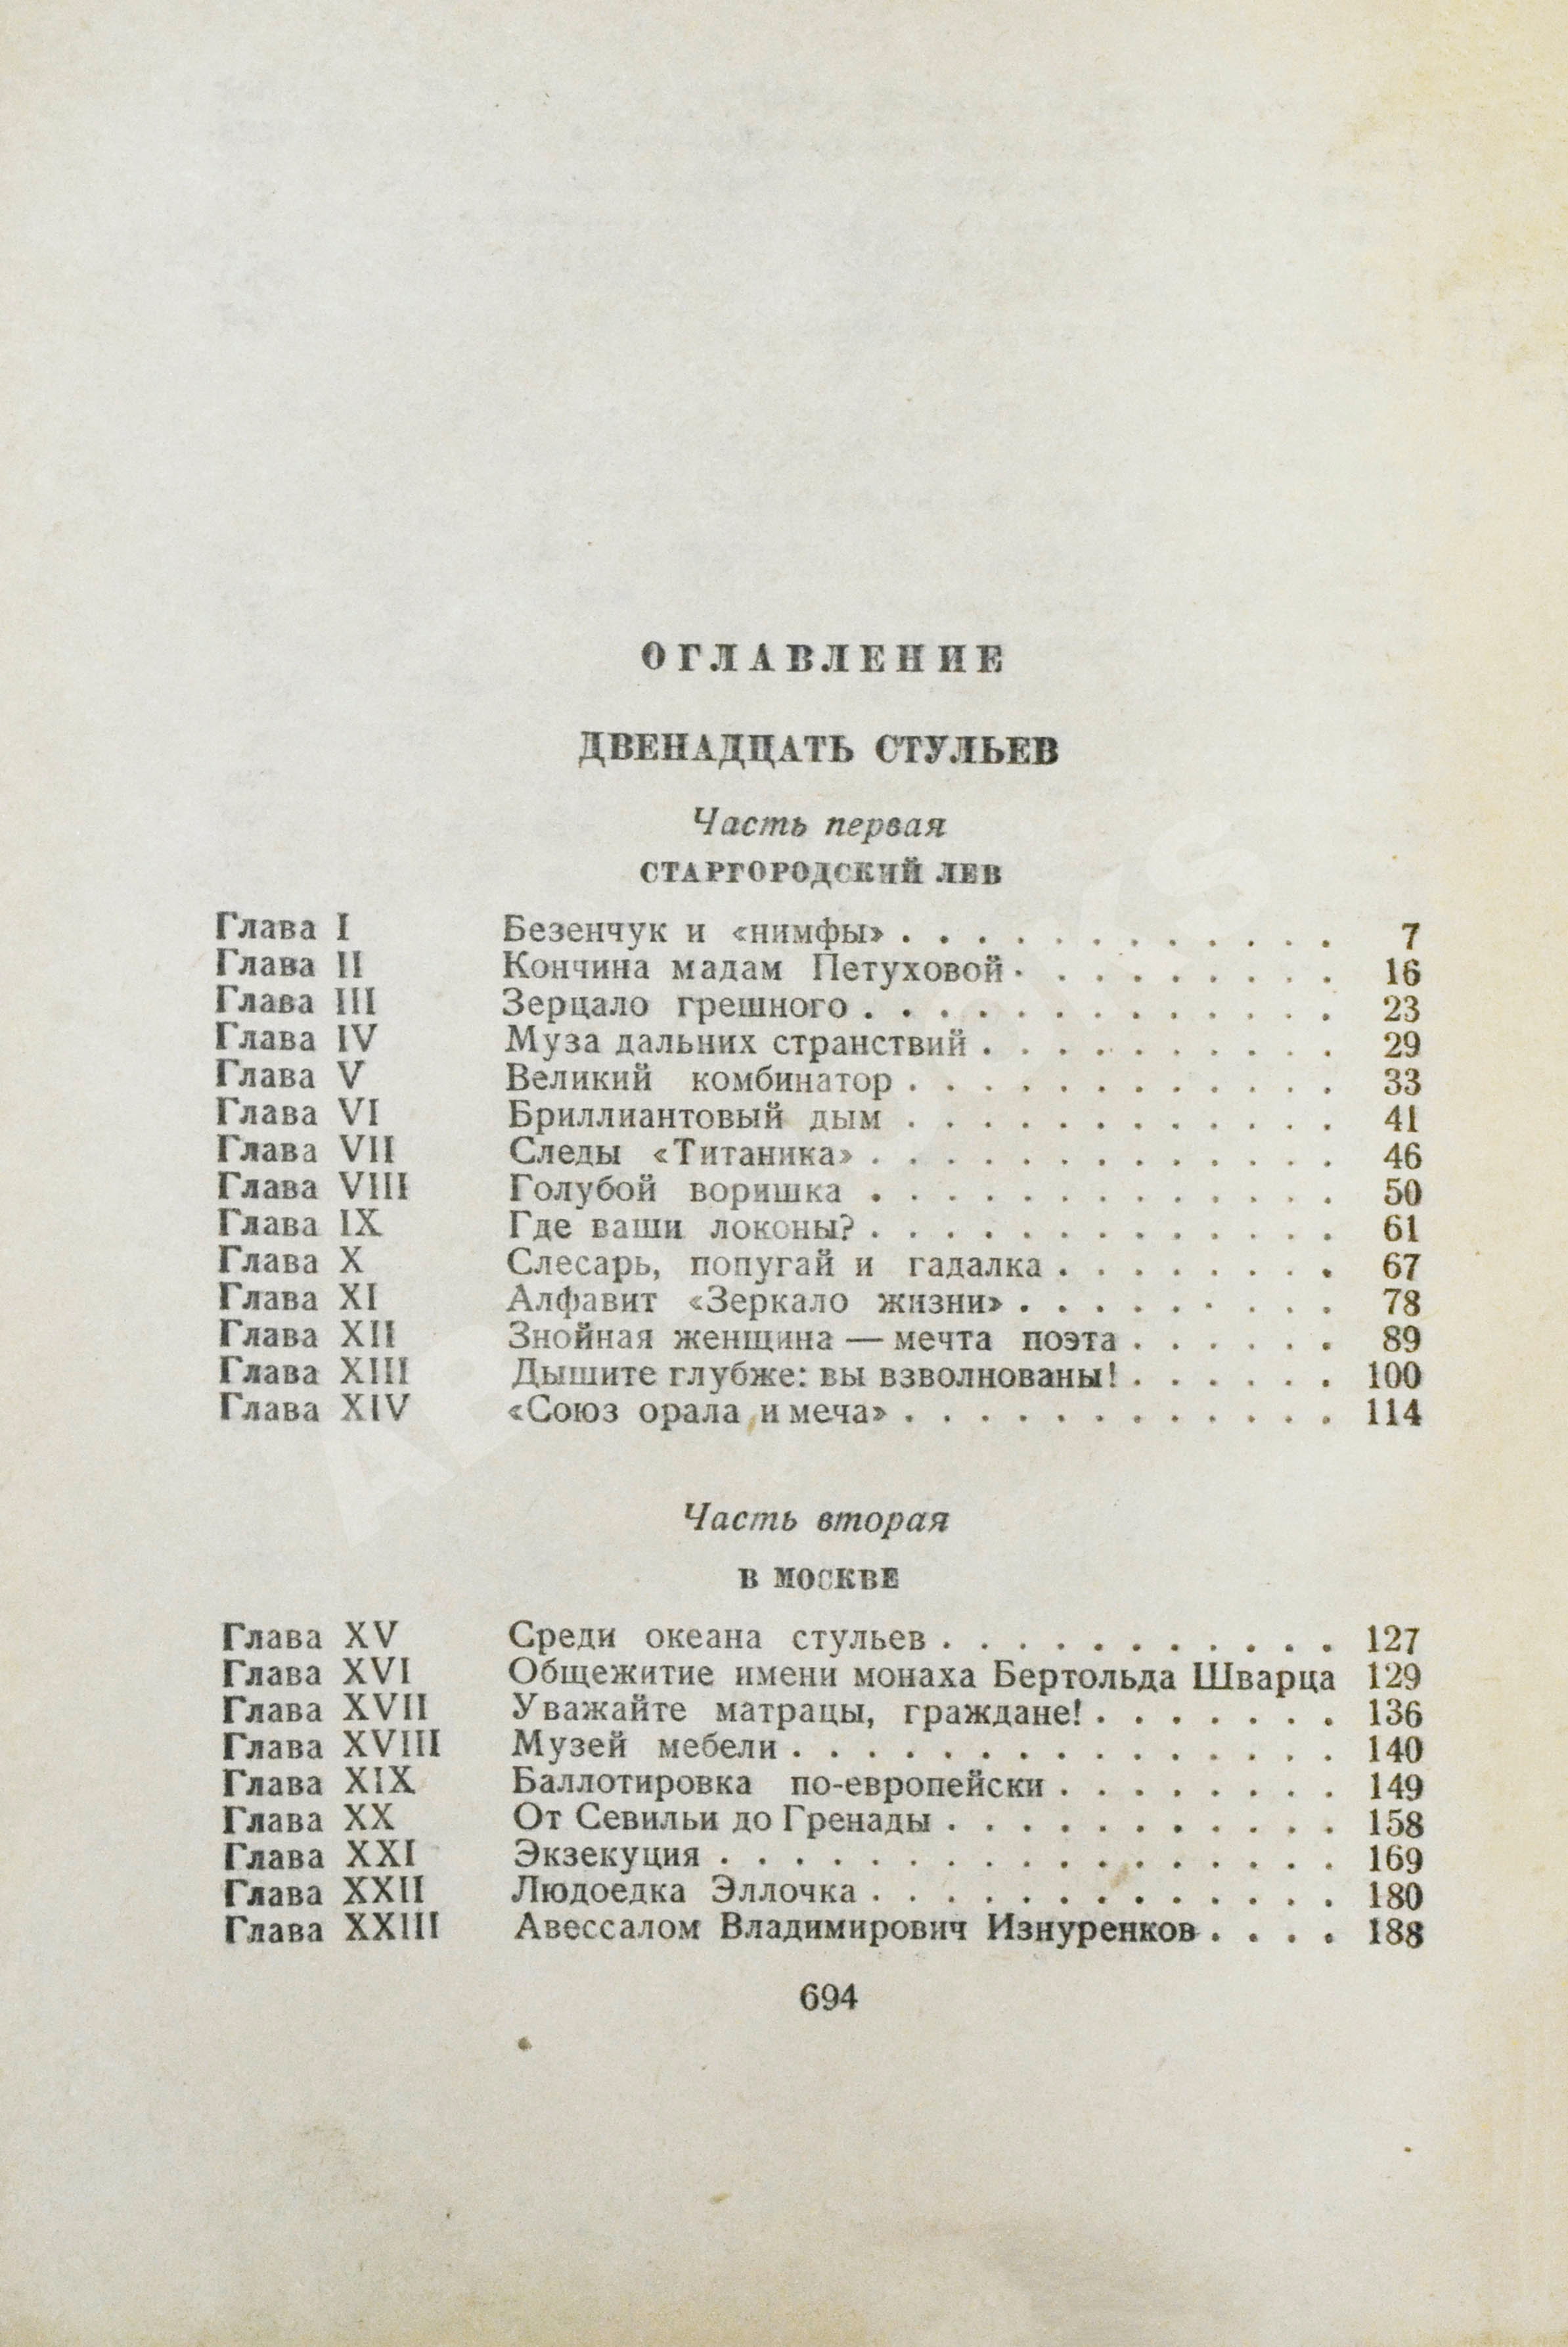 ОГЛАВЛЕНИЕ
ДВЕНАДЦАТЬ СТУЛЬЕВ
Часть первая
СТАРГОРОДСКИЙ ЛЕВ
Глава I Безенчук и «нимфы» . . . . . . . . . . . . 7
Глава II Кончина мадам Петуховой . . . . . . . . . 16
Глава III Зерцало грешного . . . . . . . . . . . . . 23
Глава IV Муза дальних странствий . . . . . . . . . . 29
Глава V Великий комбинатор . . . . . . . . . . . . 33
Глава VI Бриллиантовый дым . . . . . . . . . . . . 41
Глава VII Следы «Титаника» . . . . . . . . . . . . . 46
Глава VIII Голубой воришка . . . . . . . . . . . . . 50
Глава IX Где ваши локоны? . . . . . . . . . . . . . 61
Глава X Слесарь, попугай и гадалка . . . . . . . . 67
Глава XI Алфавит «Зеркало жизни» . . . . . . . . . 78
Глава XII Знойная женщина — мечта поэта . . . . . . 89
Глава XIII Дышите глубже: вы взволнованы! . . . . . . 100
Глава XIV «Союз орала и меча» . . . . . . . . . . . . 114
Часть вторая
В МОСКВЕ
Глава XV Среди океана стульев . . . . . . . . . . . 127
Глава XVI Общежитие имени монаха Бертольда Шварца 129
Глава XVII Уважайте матрацы, граждане! . . . . . . . 136
Глава XVIII Музей мебели . . . . . . . . . . . . . . . 140
Глава XIX Баллотировка по-европейски . . . . . . . . 149
Глава XX От Севильи до Гренады . . . . . . . . . . . 158
Глава XXI Экзекуция . . . . . . . . . . . . . . . . . 169
Глава XXII Людоедка Эллочка . . . . . . . . . . . . . 180
Глава XXIII Авессалом Владимирович Изнуренков . . . . 188
694